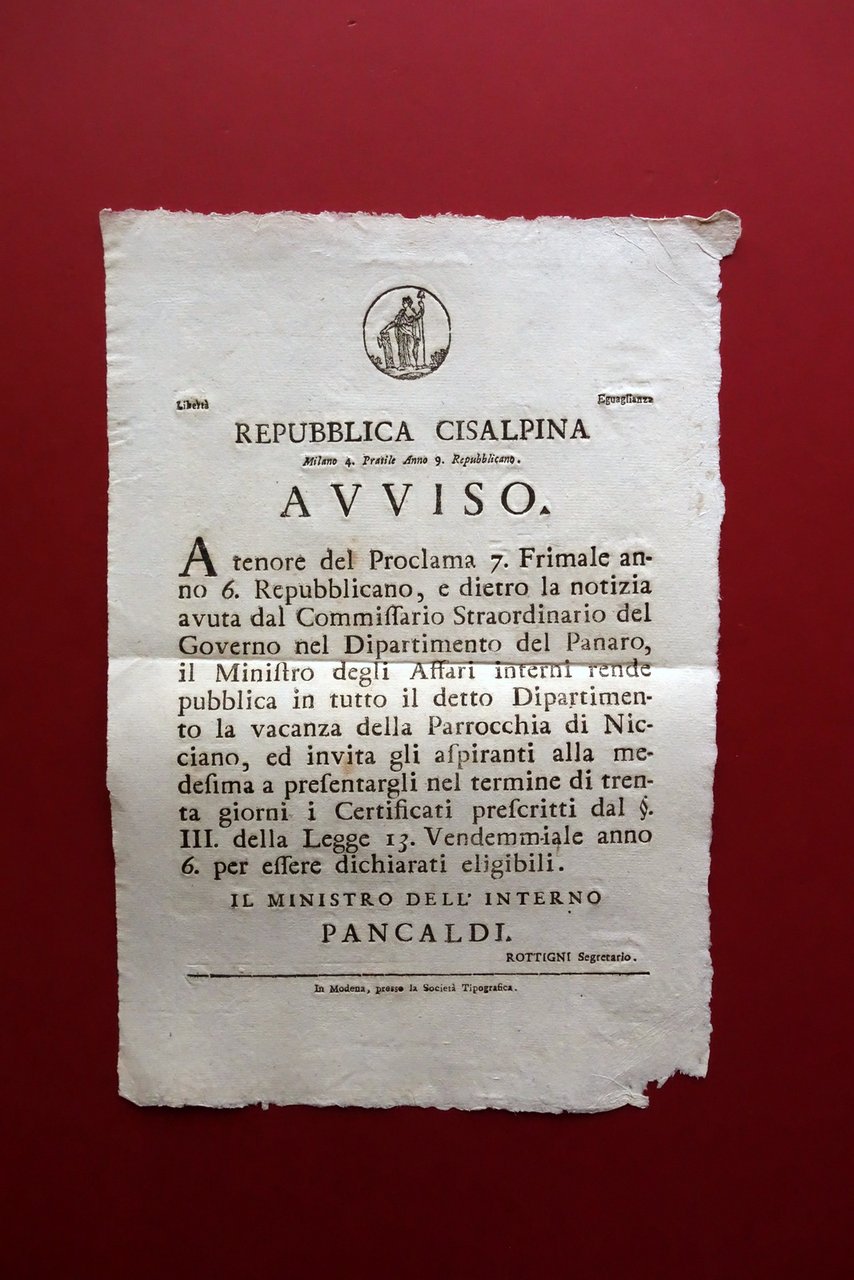 Libertà
Eguaglianza
REPUBBLICA CISALPINA
Milano 4. Pratile Anno 9. Repubblicano.
AVVISO.
A tenore del Proclama 7. Frimale an-
no 6. Repubblicano, e dietro la notizia
avuta dal Commiſſario Straordinario del
Governo nel Dipartimento del Panaro,
il Miniſtro degli Affari interni rende
pubblica in tutto il detto Dipartimen-
to la vacanza della Parrocchia di Nic-
ciano, ed invita gli aſpiranti alla me-
deſima a preſentargli nel termine di tren-
ta giorni i Certificati preſcritti dal §.
III. della Legge 13. Vendemmiale anno
6. per eſſere dichiarati eligibili.
IL MINISTRO DELL' INTERNO
PANCALDI.
ROTTIGNI Segretario.
In Modena, presso la Società Tipografica.